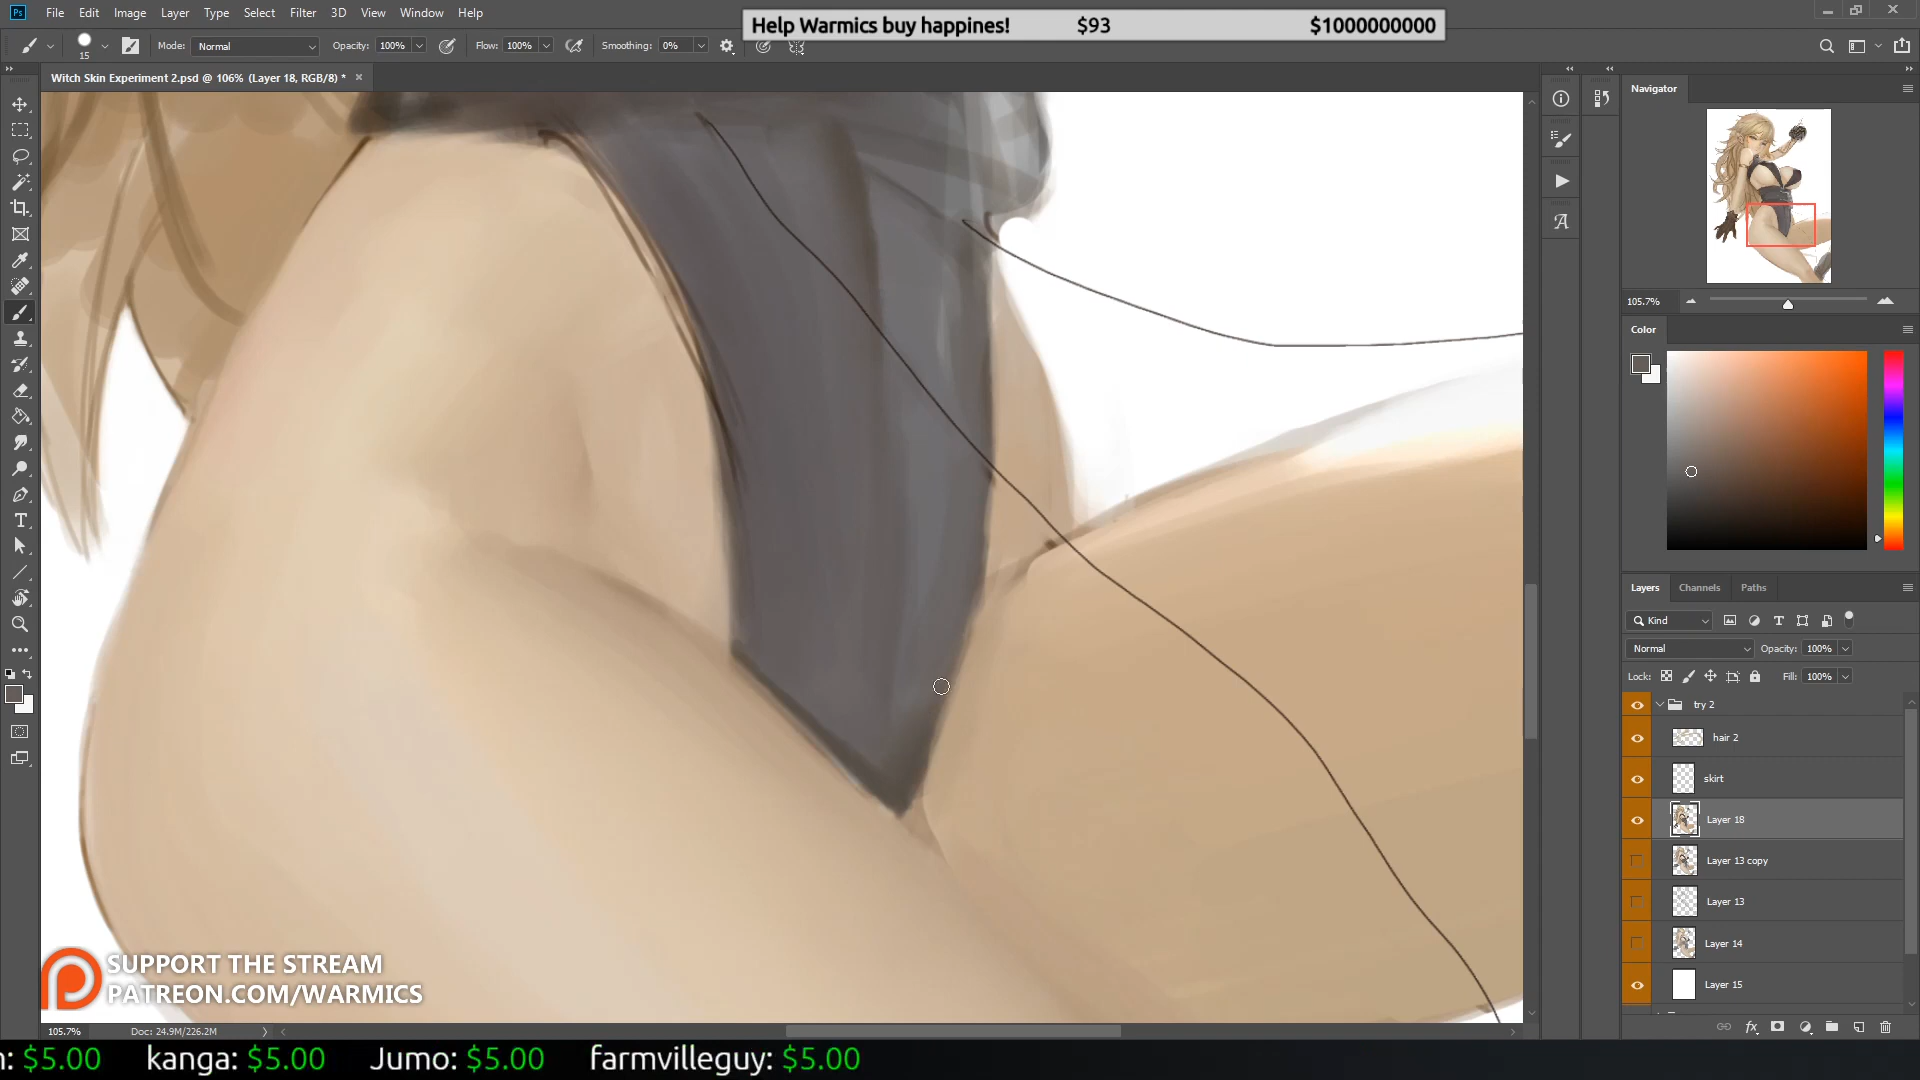 Ps File Edit Image Layer Type Select Filter 3D View Window Help
Help Warmics buy happines! $93 $1000000000
15 Mode: Normal Opacity: 100% Flow: 100% Smoothing: 0%
Witch Skin Experiment 2.psd @ 106% (Layer 18, RGB/8) *
Navigator
105.7%
Color
Layers Channels Paths
Kind
Normal Opacity: 100%
Lock: Fill: 100%
try 2
hair 2
skirt
Layer 18
Layer 13 copy
Layer 13
Layer 14
Layer 15
fx
SUPPORT THE STREAM
PATREON.COM/WARMICS
105.7% Doc: 24.9M/226.2M
$5.00 kanga: $5.00 Jumo: $5.00 farmvilleguy: $5.00